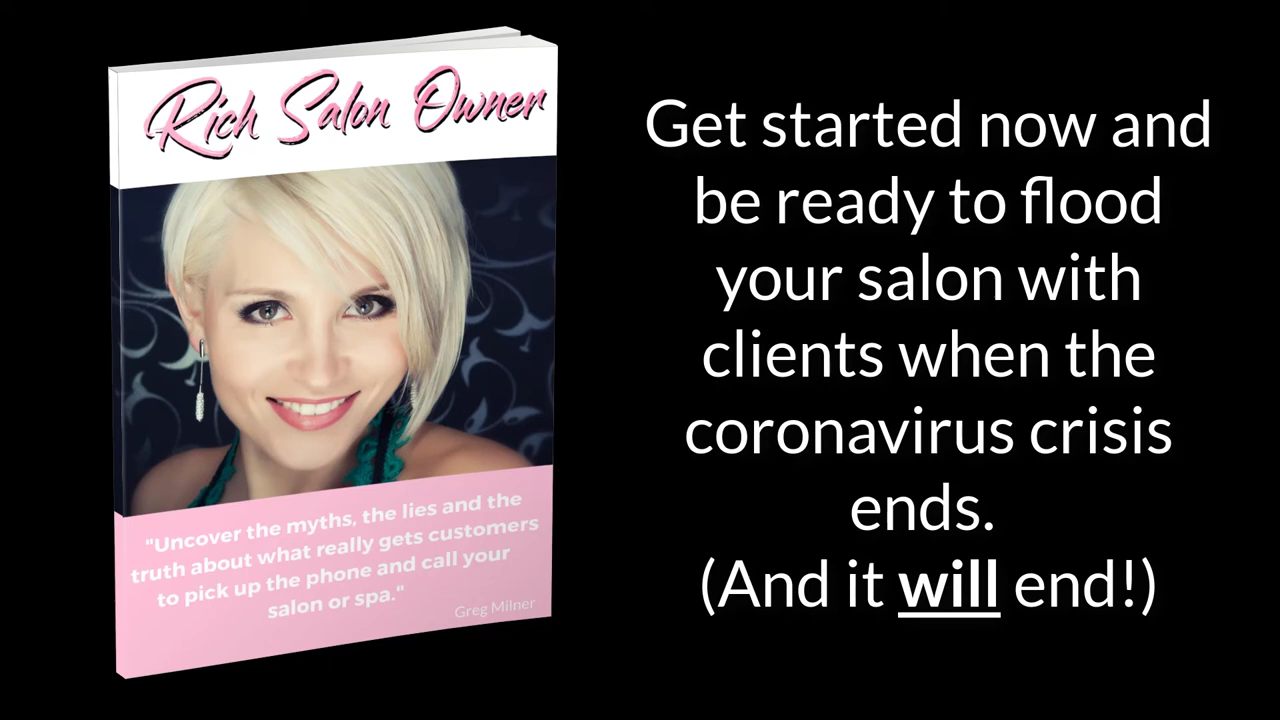 Rich Salon Owner
"Uncover the myths, the lies and the
truth about what really gets customers
to pick up the phone and call your
salon or spa."
Greg Milner
Get started now and
be ready to flood
your salon with
clients when the
coronavirus crisis
ends.
(And it will end!)